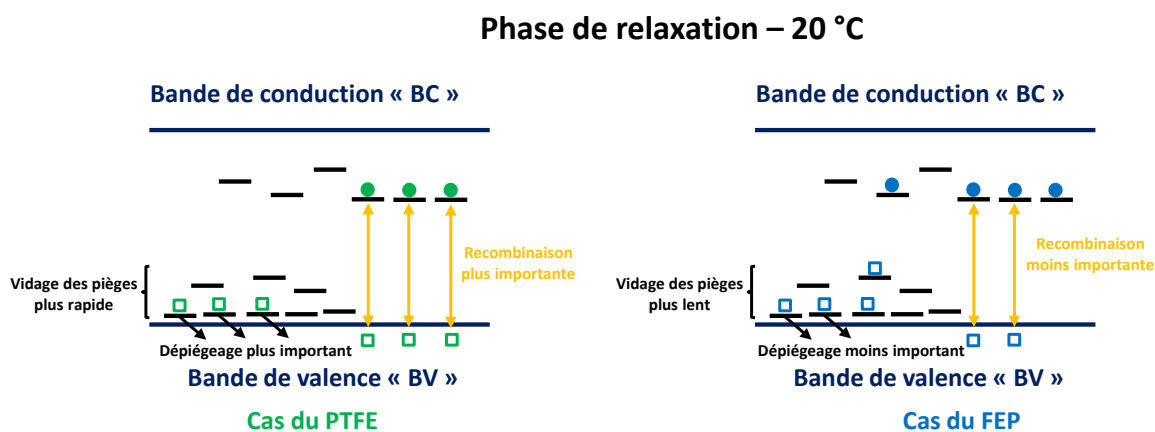 Phase de relaxation – 20 °C
Bande de conduction « BC »
Vidage des pièges
plus rapide
Recombinaison
plus importante
Dépiégeage plus important
Bande de valence « BV »
Cas du PTFE
Bande de conduction « BC »
Vidage des pièges
plus lent
Recombinaison
moins importante
Dépiégeage moins important
Bande de valence « BV »
Cas du FEP